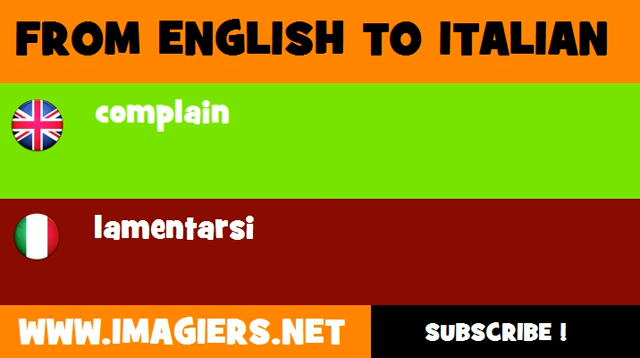 FROM ENGLISH TO ITALIAN
complain
lamentarsi
WWW.IMAGIERS.NET
SUBSCRIBE !